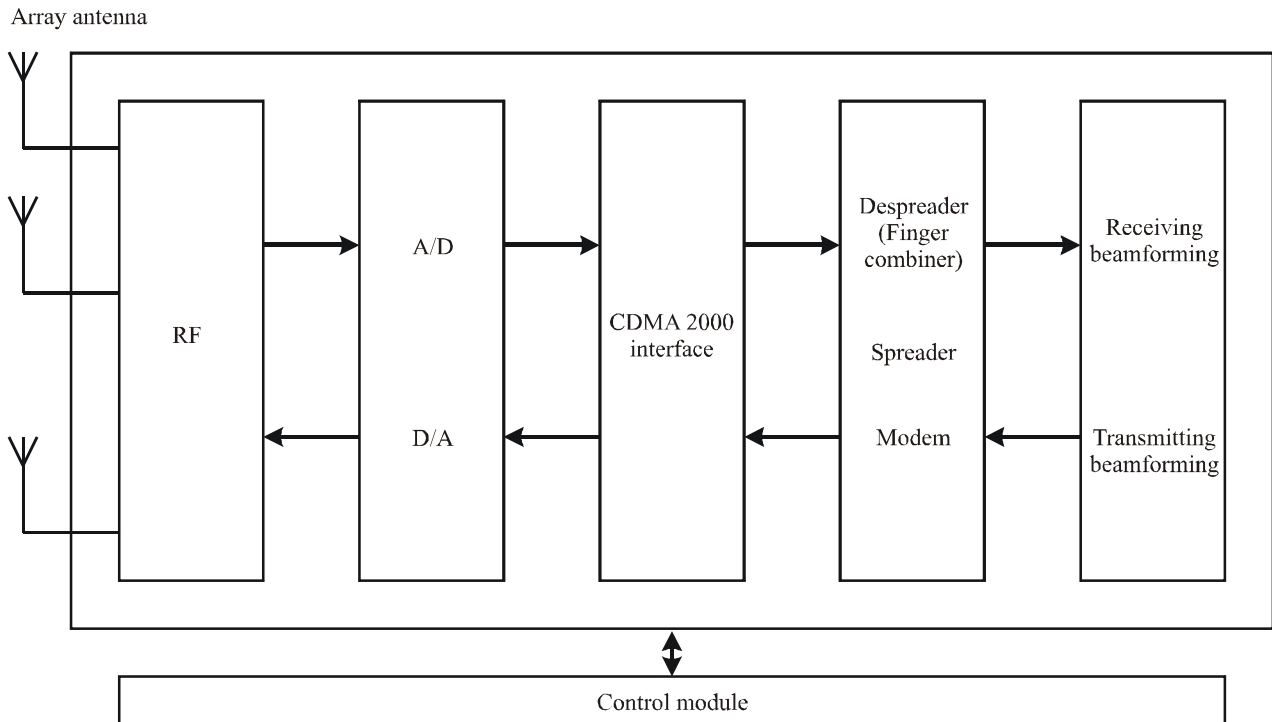 Array antenna
RF
A/D
D/A
CDMA 2000
interface
Despreader
(Finger
combiner)
Spreader
Modem
Receiving
beamforming
Transmitting
beamforming
Control module